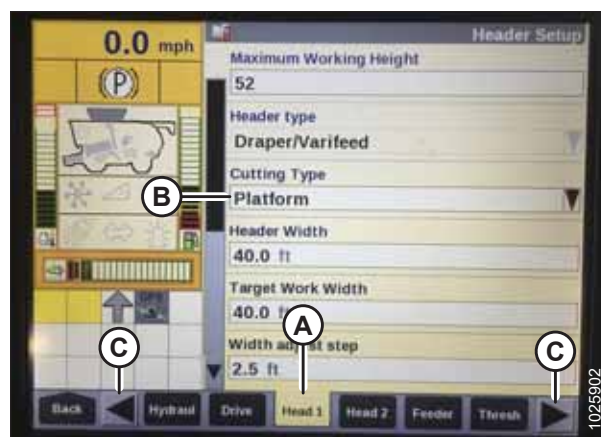 0.0 mph
Header Setup
Maximum Working Height
52
(P)
Header type
Draper/Varifeed
Cutting Type
B
Platform
Header Width
40.0 ft
Target Work Width
40.0 ft
A
Width adjust step
C
C
2.5 ft
Back
Hydraul
Drive
Head 1
Head 2
Feeder
Thresh
1025902